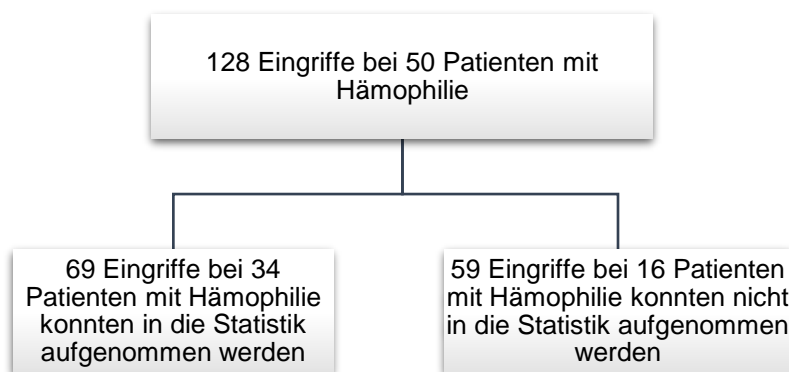 128 Eingriffe bei 50 Patienten mit
Hämophilie
69 Eingriffe bei 34
Patienten mit Hämophilie
konnten in die Statistik
aufgenommen werden
59 Eingriffe bei 16 Patienten
mit Hämophilie konnten nicht
in die Statistik aufgenommen
werden